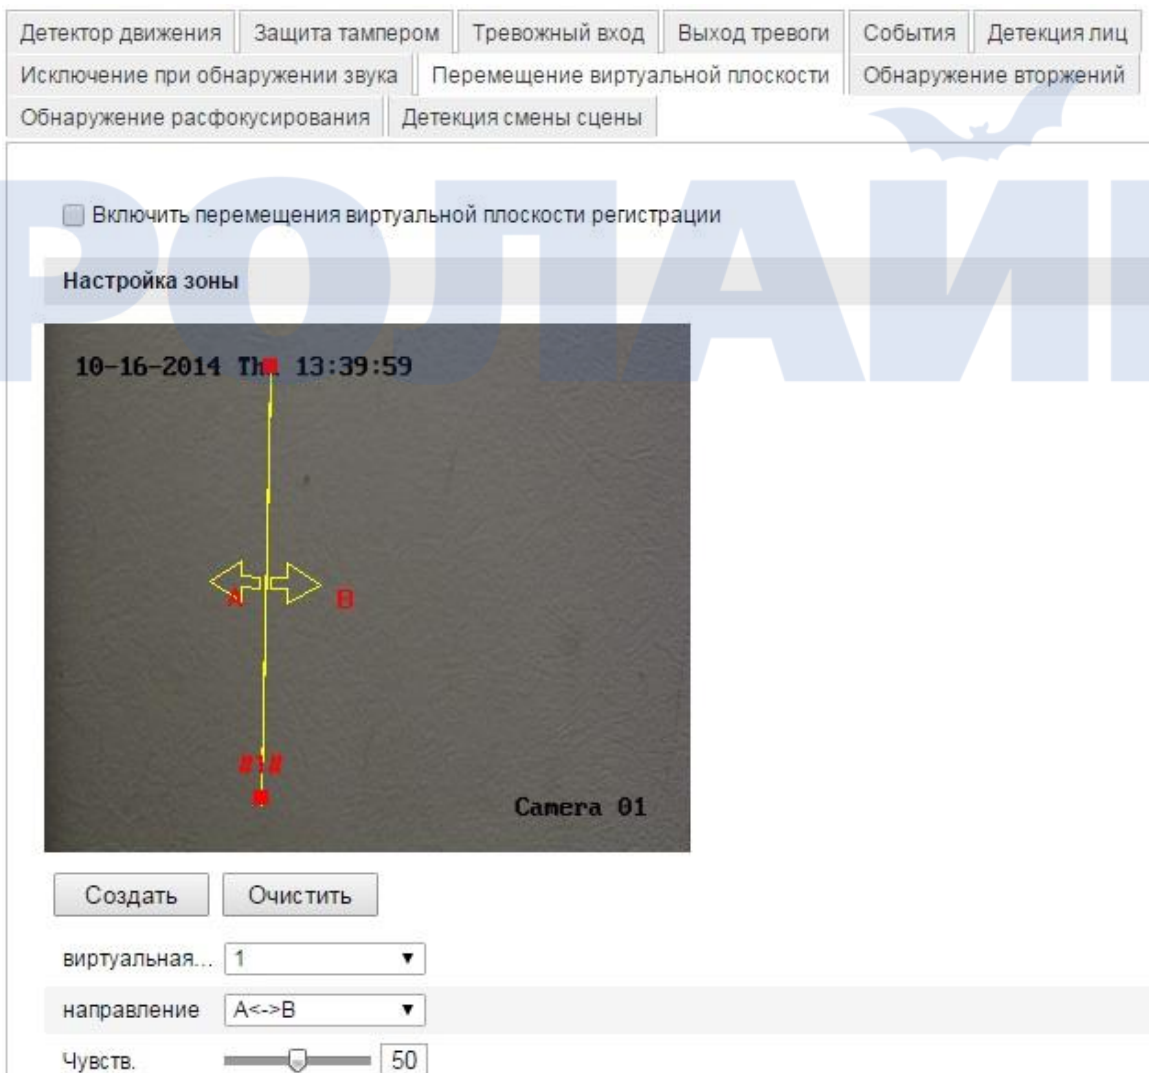 Детектор движения Защита тампером Тревожный вход Выход тревоги События Детекция лиц
Исключение при обнаружении звука Перемещение виртуальной плоскости Обнаружение вторжений
Обнаружение расфокусирования Детекция смены сцены
РОЛАЙ
Включить перемещения виртуальной плоскости регистрации
Настройка зоны
10-16-2014 13:39:59
A B
#1#
Camera 01
Создать Очистить
виртуальная... 1
направление A<->B
Чувств. 50